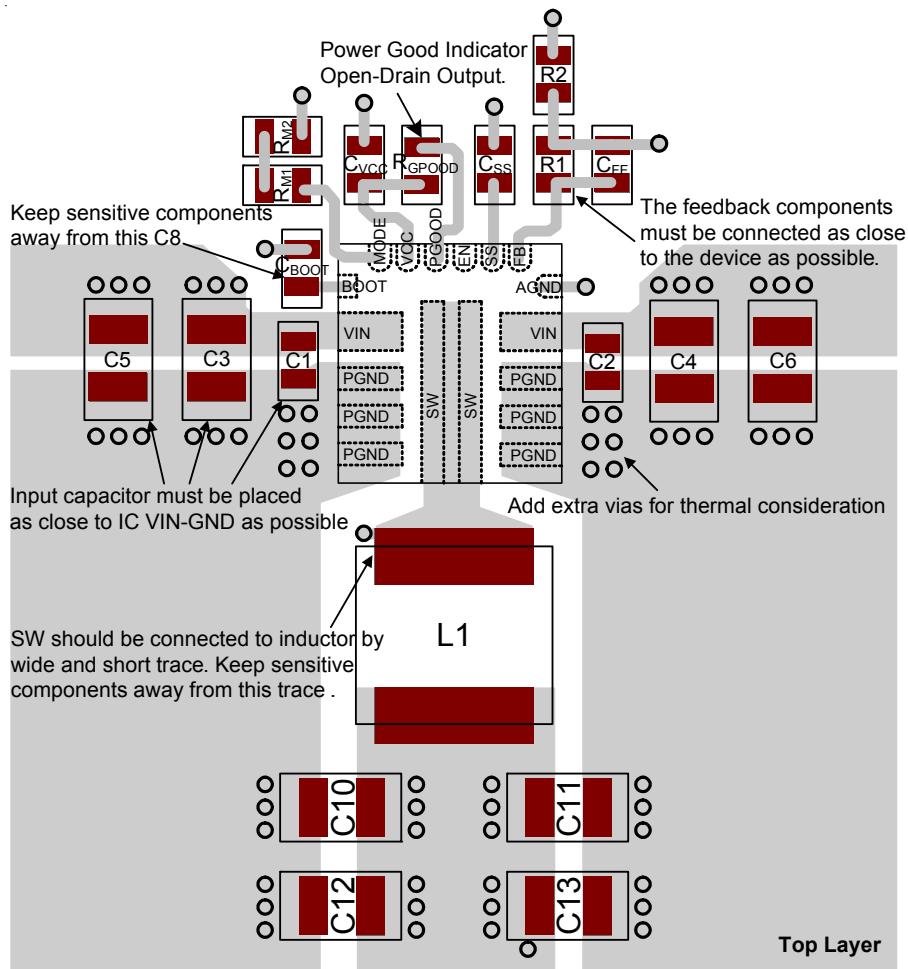 Power Good Indicator
Open-Drain Output.
R2
RM2
RM1
CVCC
RGPOOD
CSS
R1
CFF
Keep sensitive components
away from this C8
The feedback components
must be connected as close
to the device as possible.
CBOOT
MODE
VCC
PGOOD
EN
SS
FB
BOOT
AGND
C5
C3
C1
VIN
VIN
C2
C4
C6
PGND
PGND
PGND
PGND
PGND
PGND
SW
SW
Input capacitor must be placed
as close to IC VIN-GND as possible
Add extra vias for thermal consideration
L1
SW should be connected to inductor by
wide and short trace. Keep sensitive
components away from this trace .
C10
C11
C12
C13
Top Layer